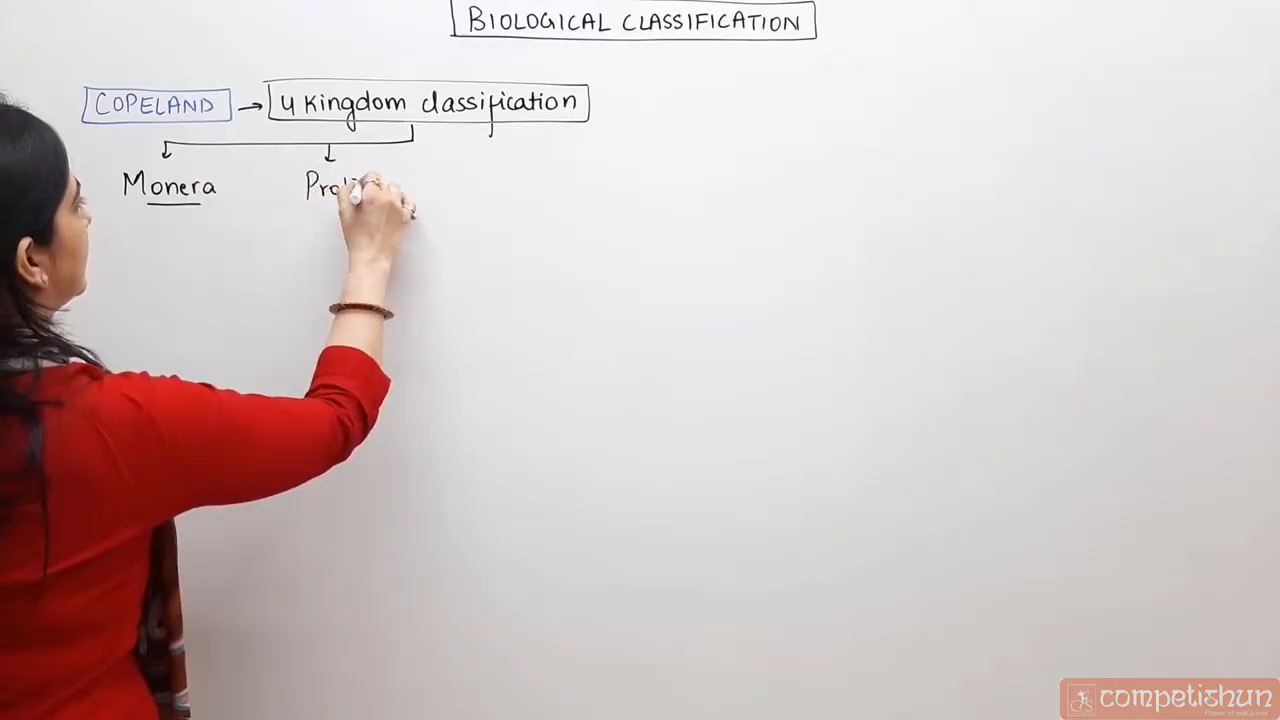 BIOLOGICAL CLASSIFICATION
COPELAND → 4 Kingdom classification
Monera
competishun